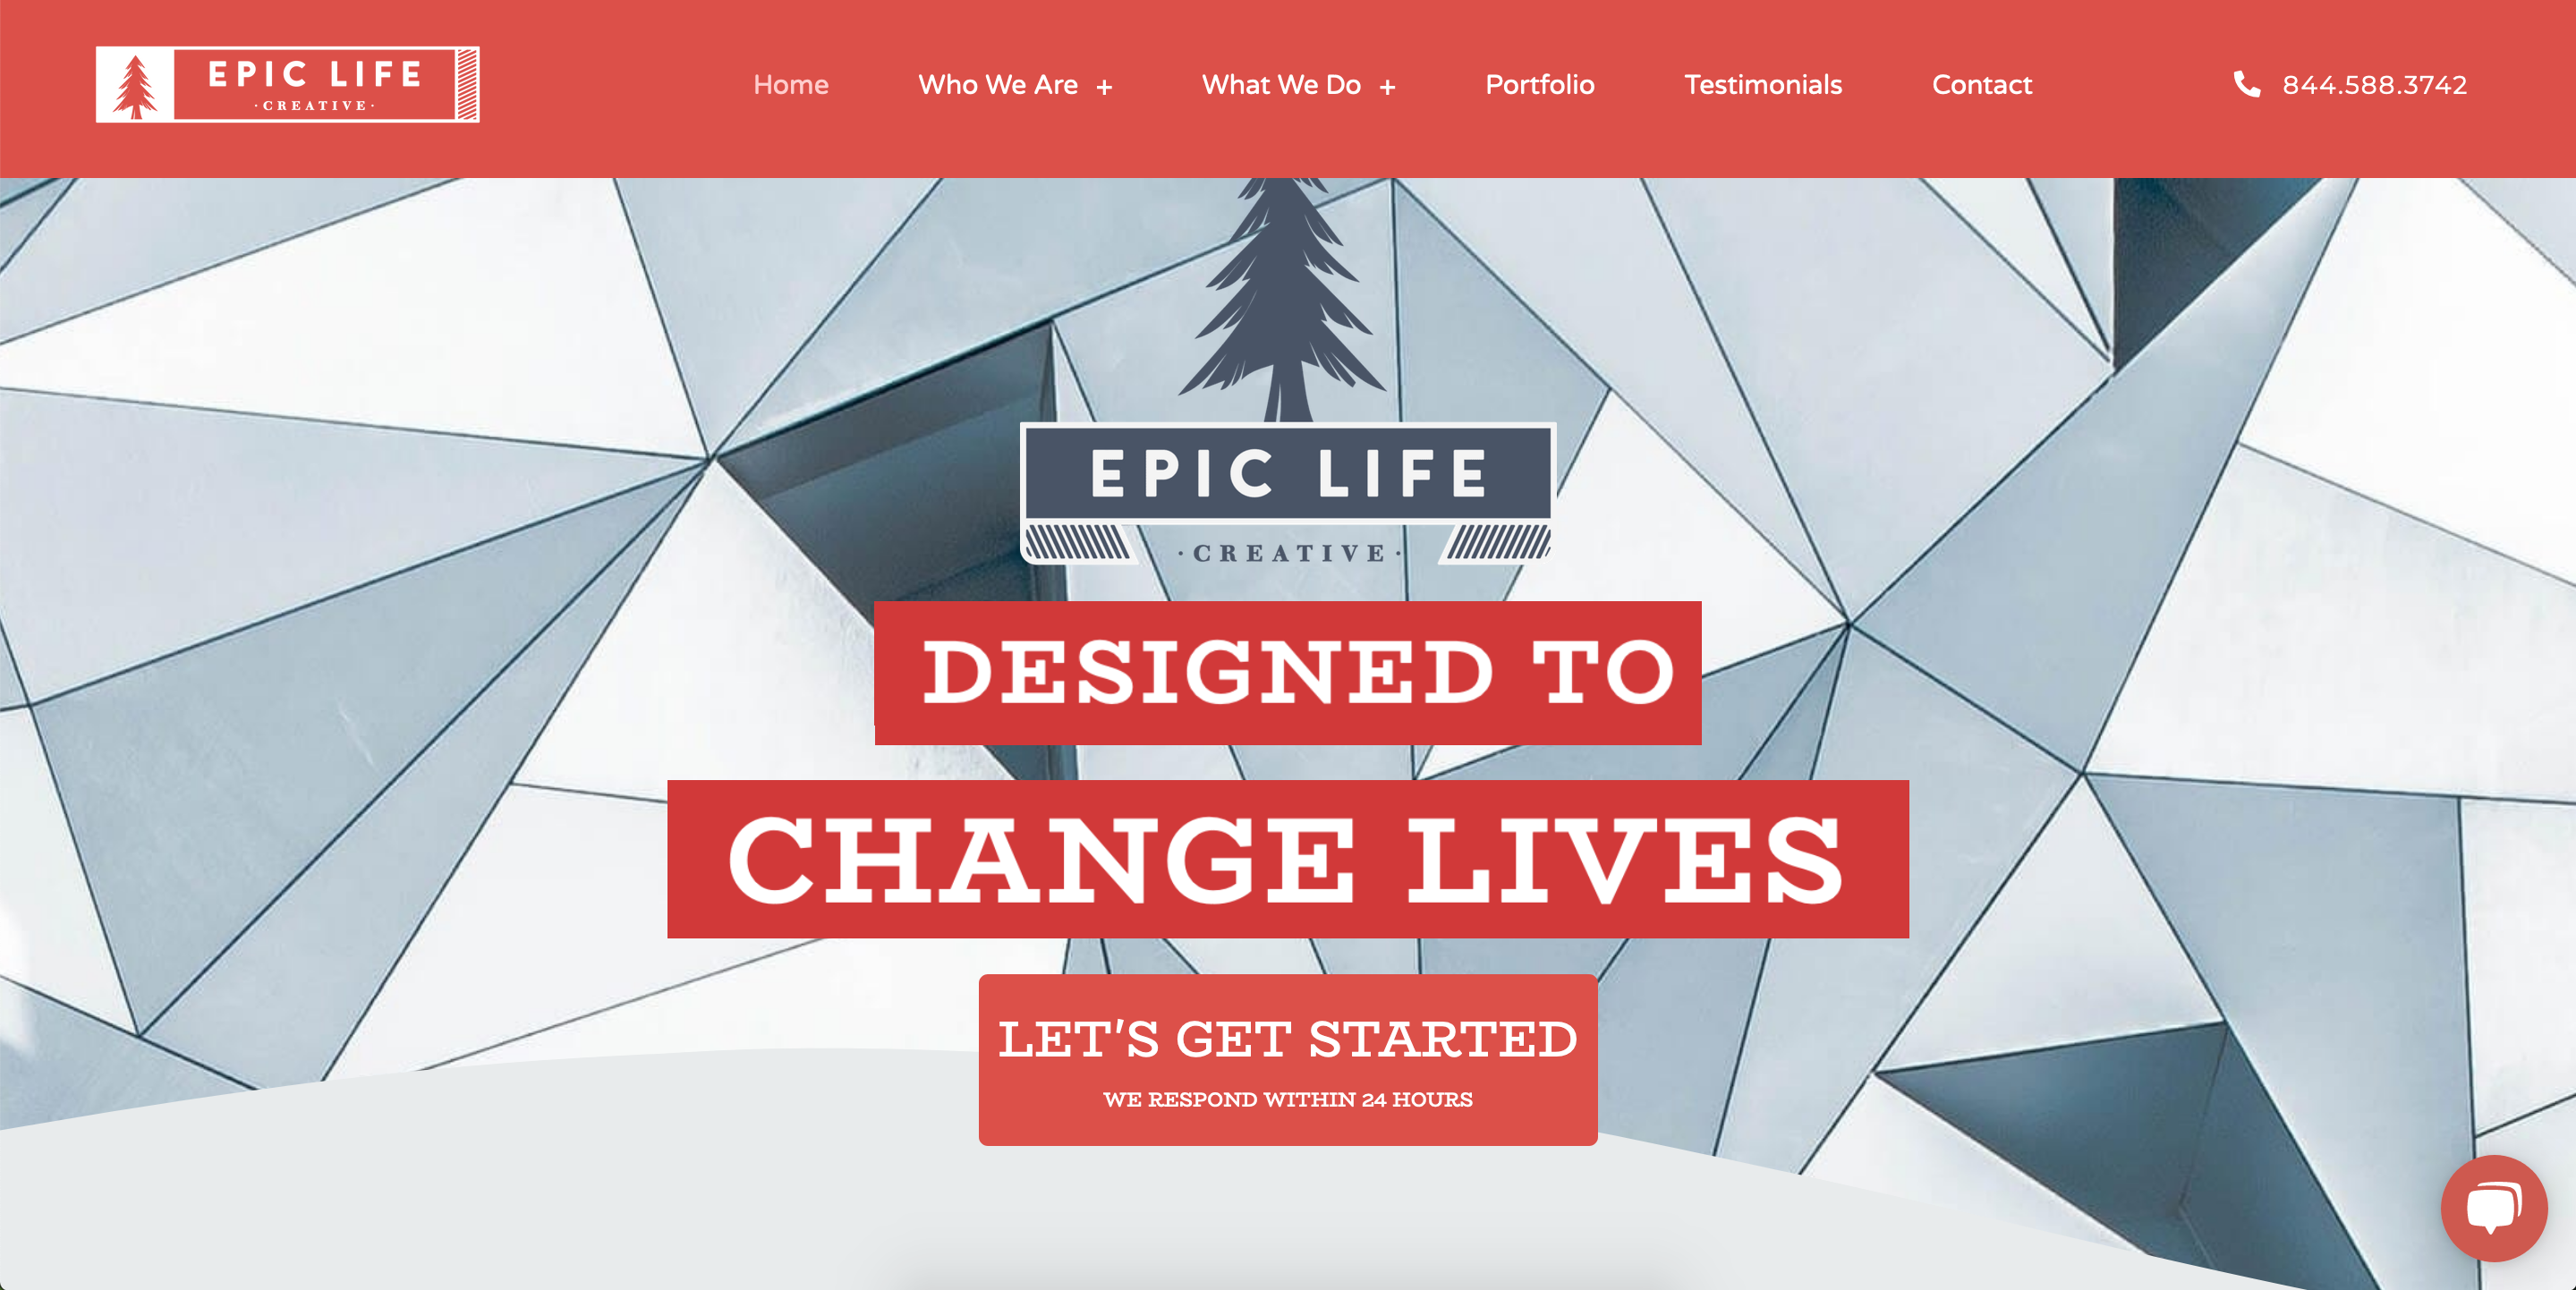 EPIC LIFE
· CREATIVE ·
Home
Who We Are +
What We Do +
Portfolio
Testimonials
Contact
844.588.3742
EPIC LIFE
· CREATIVE ·
DESIGNED TO
CHANGE LIVES
LET'S GET STARTED
WE RESPOND WITHIN 24 HOURS